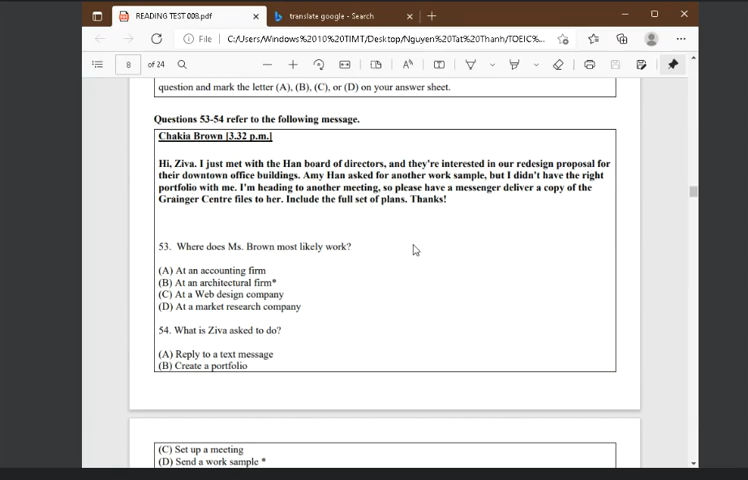 READING TEST 008.pdf
translate google - Search
File
C:/Users/Windows%2010%20TIMT/Desktop/Nguyen%20Tat%20Thanh/TOEIC%...
8 of 24
question and mark the letter (A), (B), (C), or (D) on your answer sheet.
Questions 53-54 refer to the following message.
Chakia Brown [3.32 p.m.]
Hi, Ziva. I just met with the Han board of directors, and they're interested in our redesign proposal for
their downtown office buildings. Amy Han asked for another work sample, but I didn't have the right
portfolio with me. I'm heading to another meeting, so please have a messenger deliver a copy of the
Grainger Centre files to her. Include the full set of plans. Thanks!
53. Where does Ms. Brown most likely work?
(A) At an accounting firm
(B) At an architectural firm*
(C) At a Web design company
(D) At a market research company
54. What is Ziva asked to do?
(A) Reply to a text message
(B) Create a portfolio
(C) Set up a meeting
(D) Send a work sample *